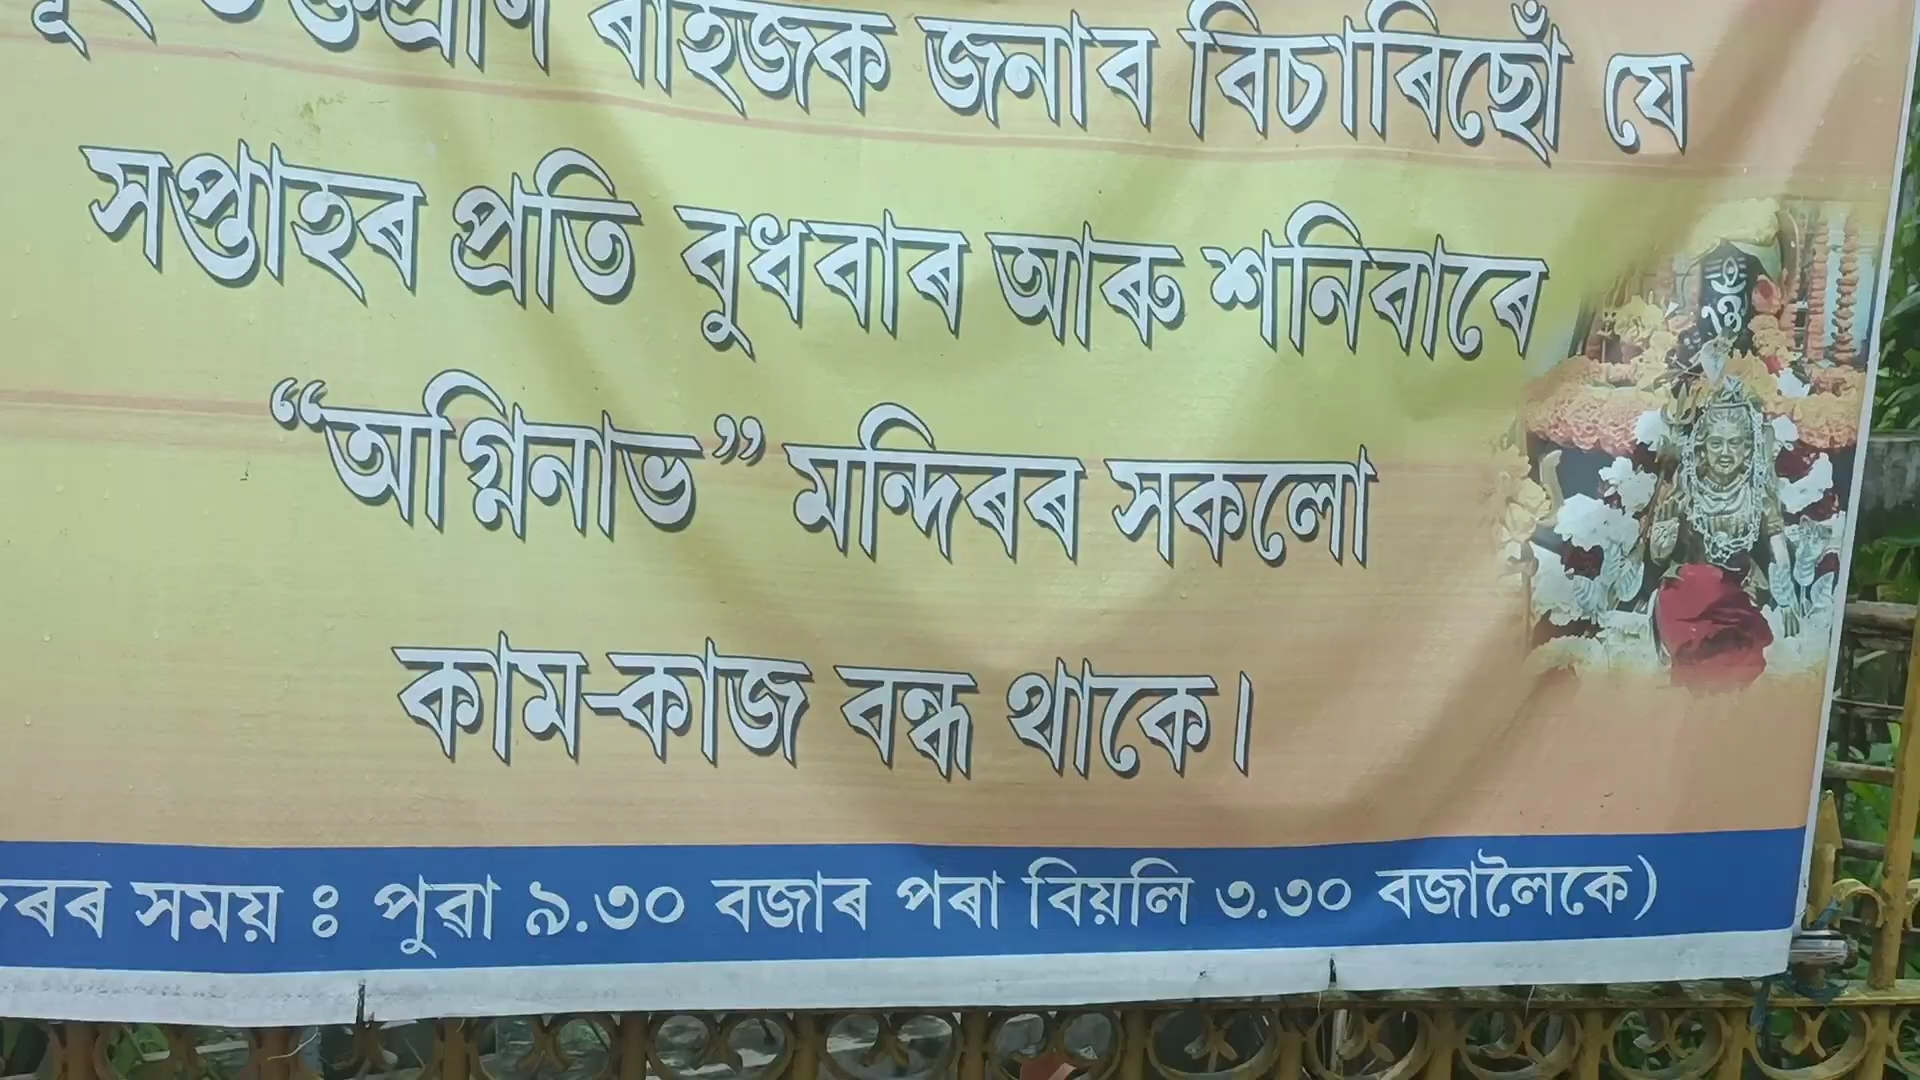 ৰাইজক জনাব বিচাৰিছোঁ যে
সপ্তাহৰ প্ৰতি বুধবাৰ আৰু শনিবাৰে
“অগ্নিনাভ” মন্দিৰৰ সকলো
কাম-কাজ বন্ধ থাকে।
সময় ঃ পুৱা ৯.৩০ বজাৰ পৰা বিয়লি ৩.৩০ বজালৈকে)